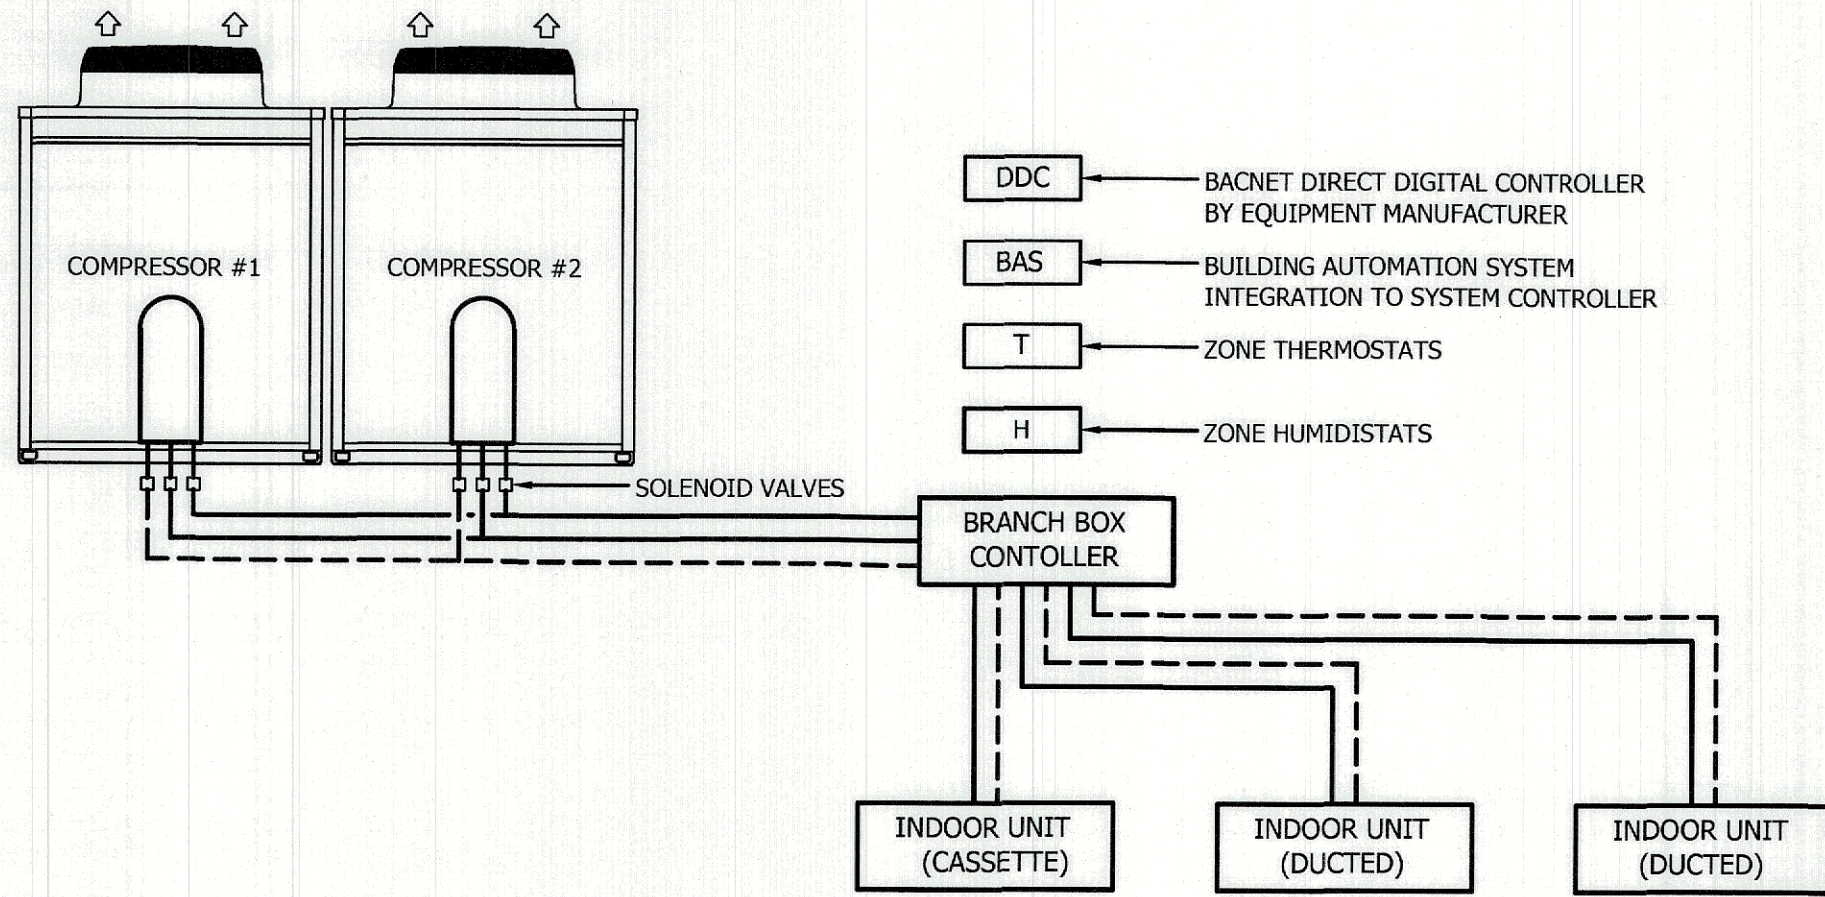 COMPRESSOR #1
COMPRESSOR #2
DDC
BACNET DIRECT DIGITAL CONTROLLER
BY EQUIPMENT MANUFACTURER
BAS
BUILDING AUTOMATION SYSTEM
INTEGRATION TO SYSTEM CONTROLLER
T
ZONE THERMOSTATS
H
ZONE HUMIDISTATS
SOLENOID VALVES
BRANCH BOX
CONTOLLER
INDOOR UNIT
(CASSETTE)
INDOOR UNIT
(DUCTED)
INDOOR UNIT
(DUCTED)